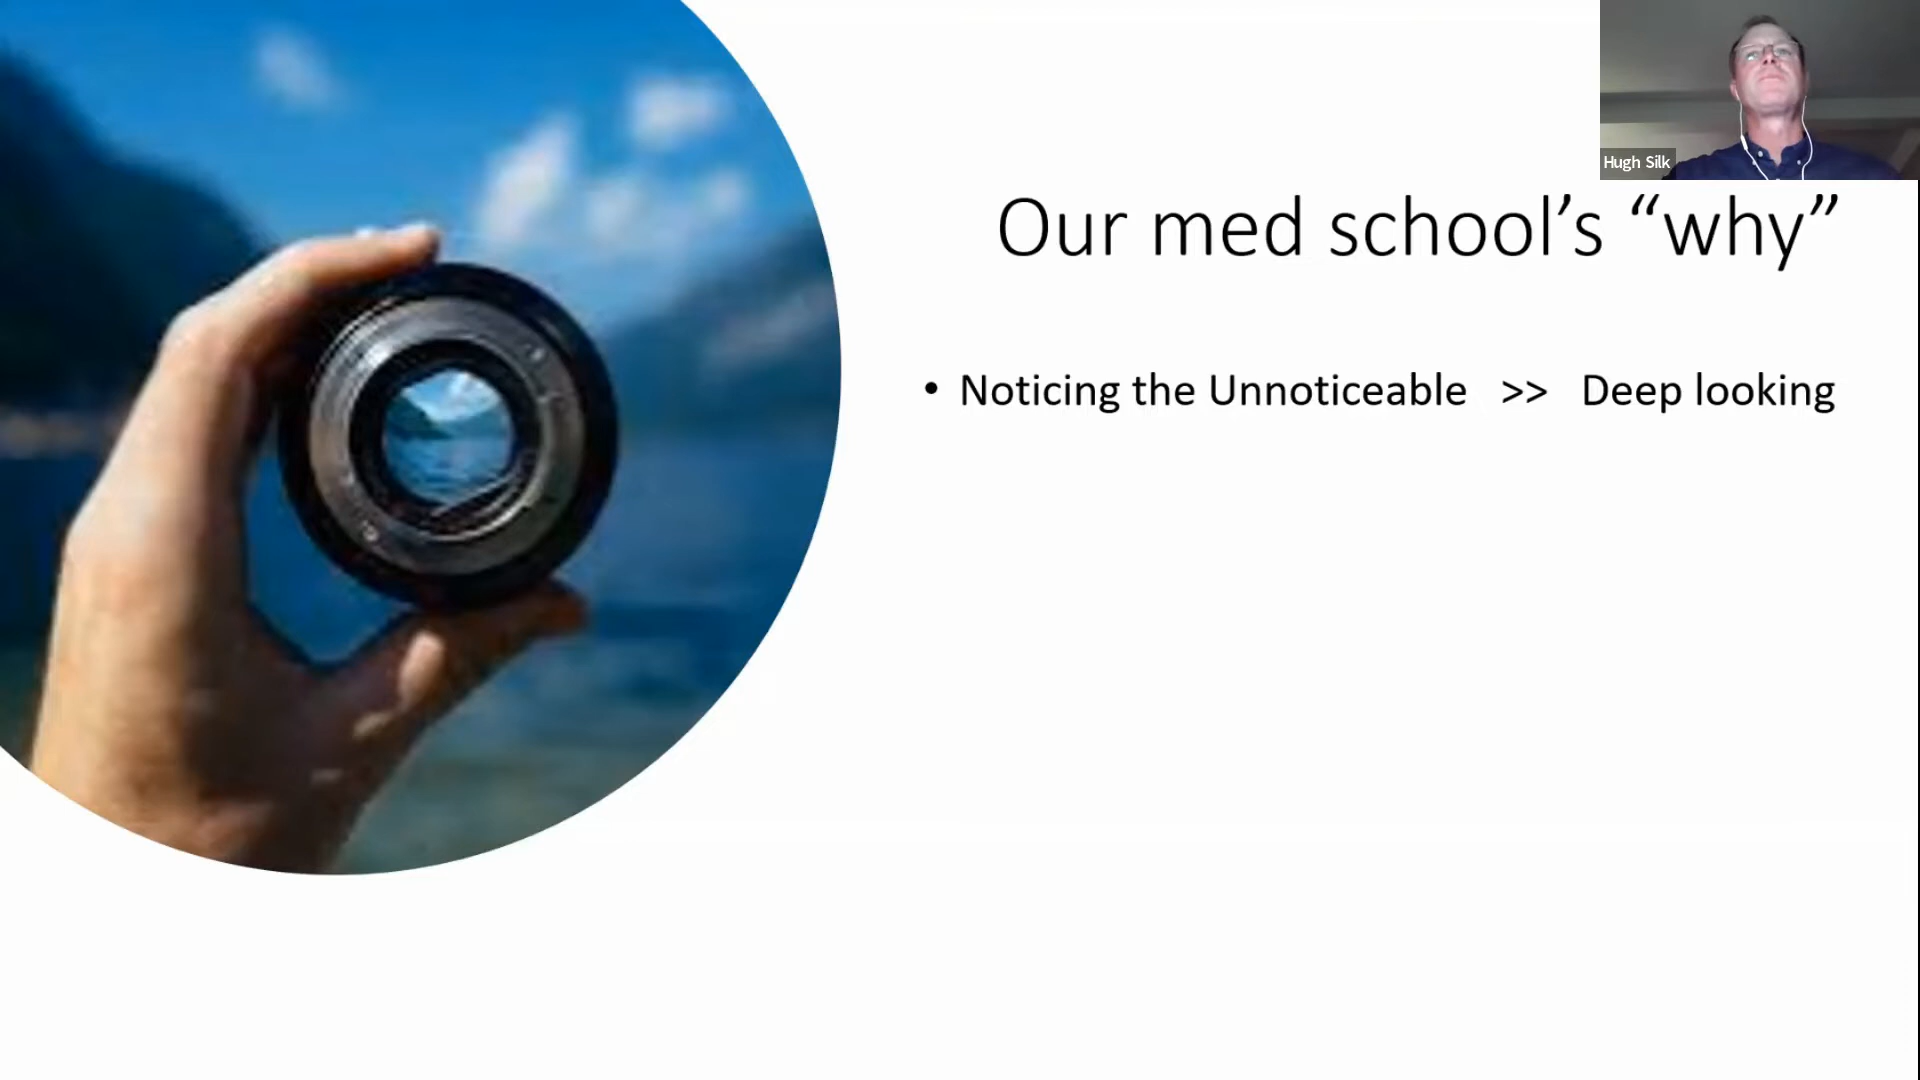 Hugh Silk
Our med school’s “why”
• Noticing the Unnoticeable >> Deep looking